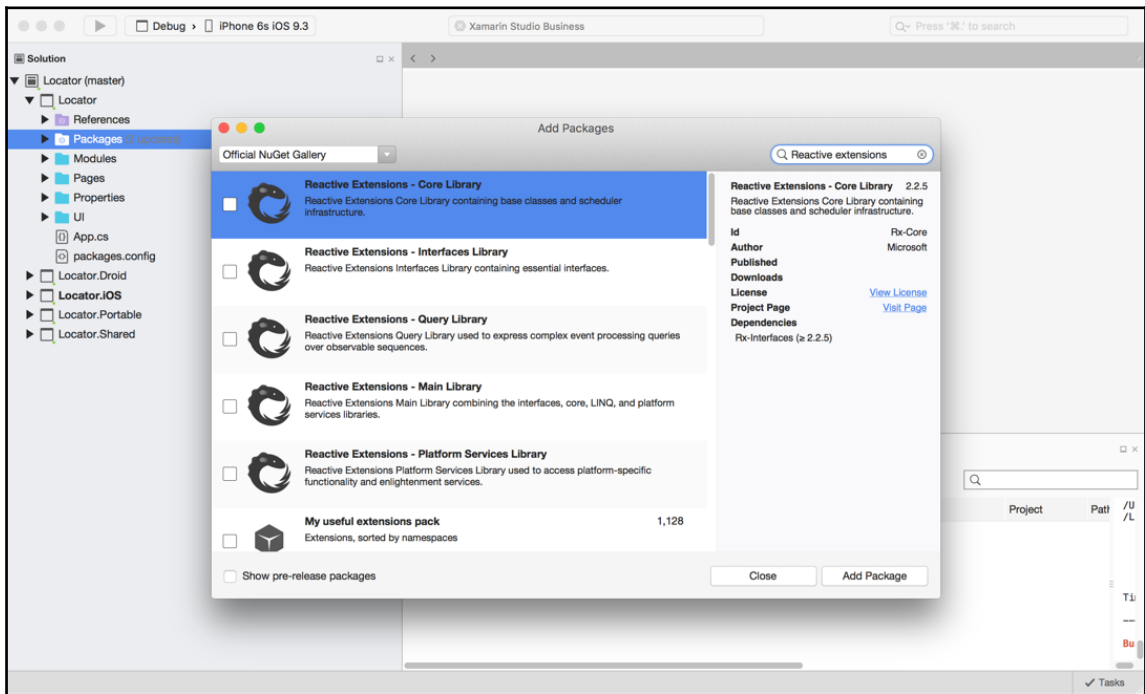 Debug › iPhone 6s iOS 9.3
Xamarin Studio Business
Press '⌘.' to search
Solution
Locator (master)
Locator
References
Packages
Modules
Pages
Properties
UI
App.cs
packages.config
Locator.Droid
Locator.iOS
Locator.Portable
Locator.Shared
Add Packages
Official NuGet Gallery
Reactive extensions
Reactive Extensions - Core Library
Reactive Extensions Core Library containing base classes and scheduler
infrastructure.
Reactive Extensions - Interfaces Library
Reactive Extensions Interfaces Library containing essential interfaces.
Reactive Extensions - Query Library
Reactive Extensions Query Library used to express complex event processing queries
over observable sequences.
Reactive Extensions - Main Library
Reactive Extensions Main Library combining the interfaces, core, LINQ, and platform
services libraries.
Reactive Extensions - Platform Services Library
Reactive Extensions Platform Services Library used to access platform-specific
functionality and enlightenment services.
My useful extensions pack 1,128
Extensions, sorted by namespaces
Reactive Extensions - Core Library 2.2.5
Reactive Extensions Core Library containing
base classes and scheduler infrastructure.
Id Rx-Core
Author Microsoft
Published
Downloads
License View License
Project Page Visit Page
Dependencies
Rx-Interfaces (≥ 2.2.5)
Show pre-release packages
Close
Add Package
Project
Path
/U
/L
Ti
Bu
Tasks